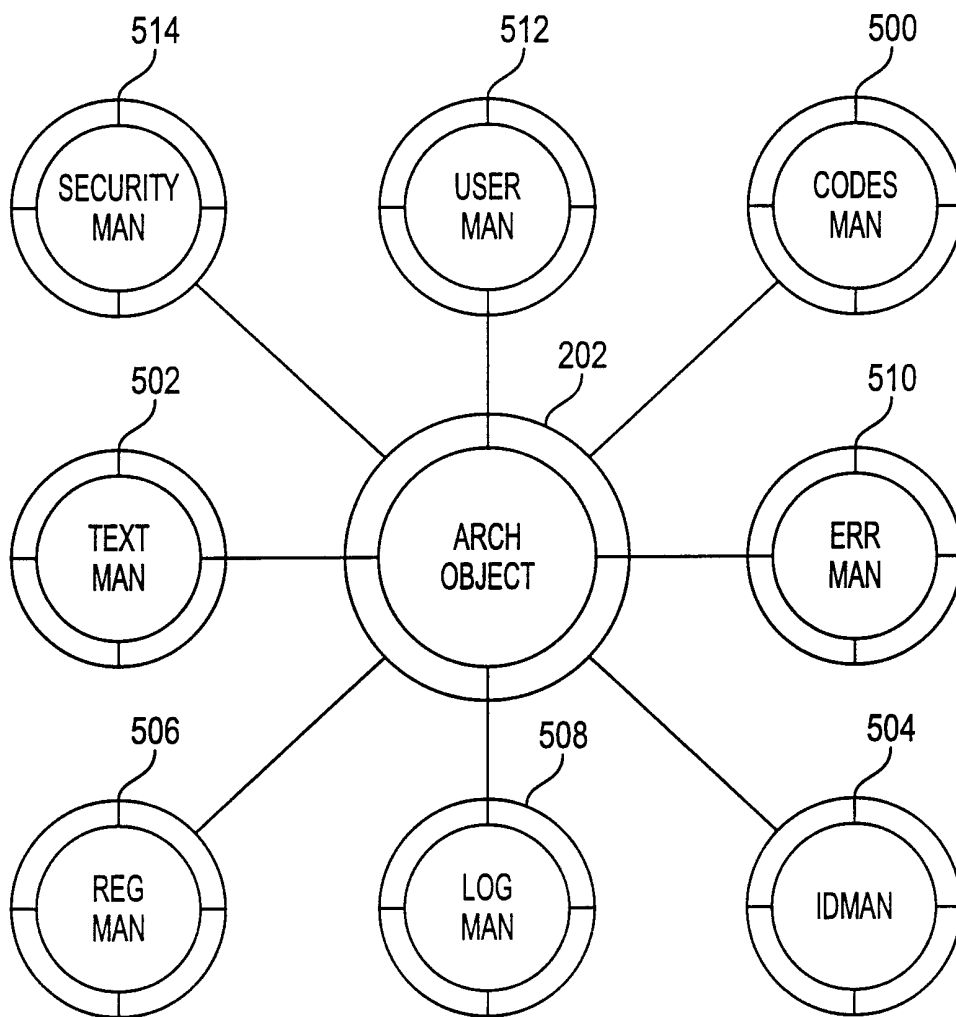 514
512
500
SECURITY
MAN
USER
MAN
CODES
MAN
202
502
510
TEXT
MAN
ARCH
OBJECT
ERR
MAN
506
508
504
REG
MAN
LOG
MAN
IDMAN